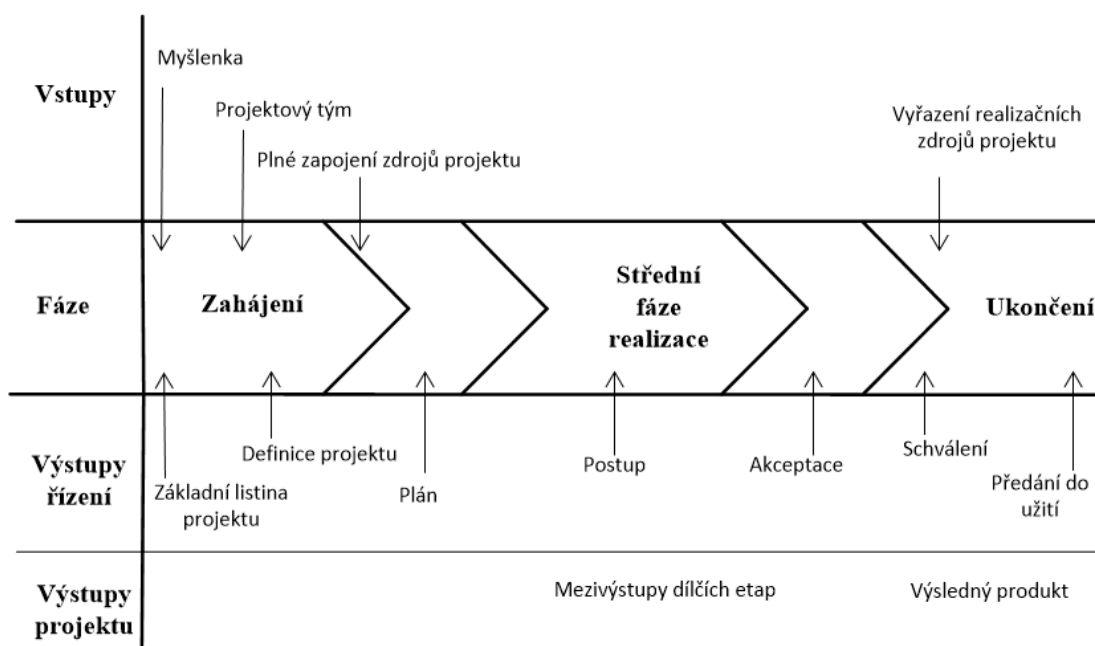 Vstupy
Myšlenka
Projektový tým
Plné zapojení zdrojů projektu
Vyřazení realizačních
zdrojů projektu
Fáze
Zahájení
Střední
fáze
realizace
Ukončení
Výstupy
řízení
Základní listina
projektu
Definice projektu
Plán
Postup
Akceptace
Schválení
Předání do
užití
Výstupy
projektu
Mezivýstupy dílčích etap
Výsledný produkt